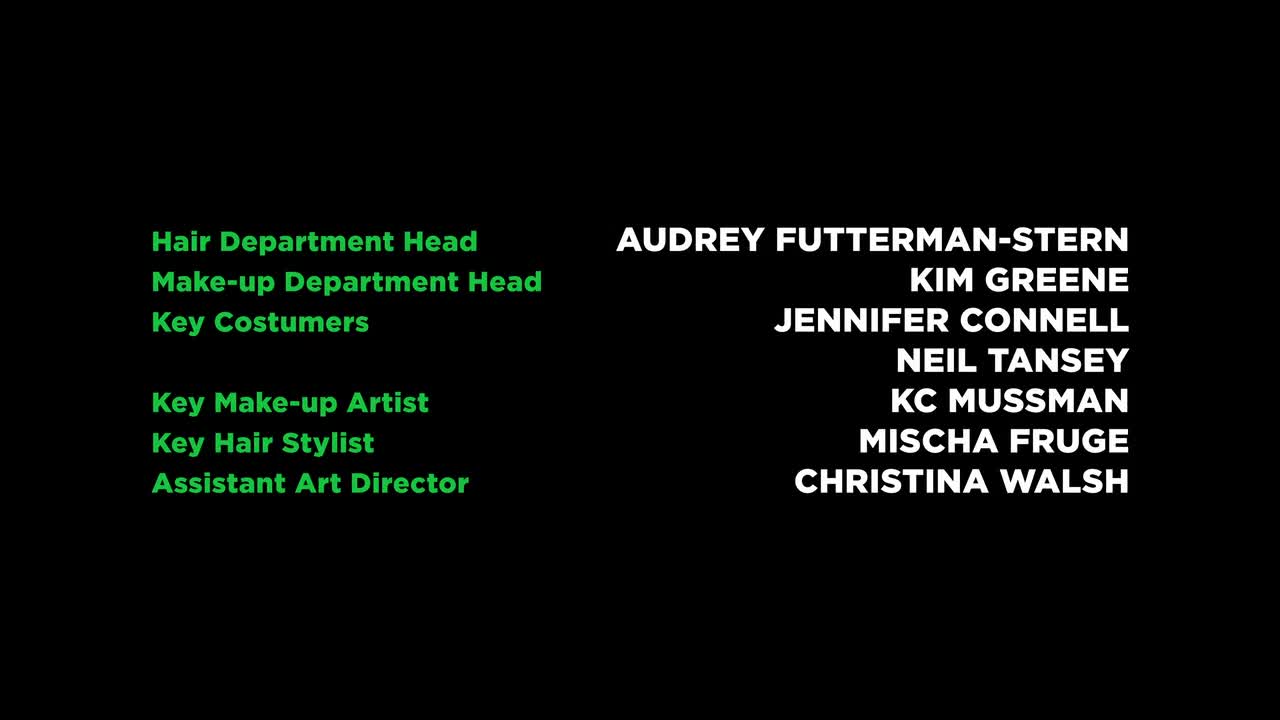 Hair Department Head AUDREY FUTTERMAN-STERN
Make-up Department Head KIM GREENE
Key Costumers JENNIFER CONNELL
NEIL TANSEY
Key Make-up Artist KC MUSSMAN
Key Hair Stylist MISCHA FRUGE
Assistant Art Director CHRISTINA WALSH